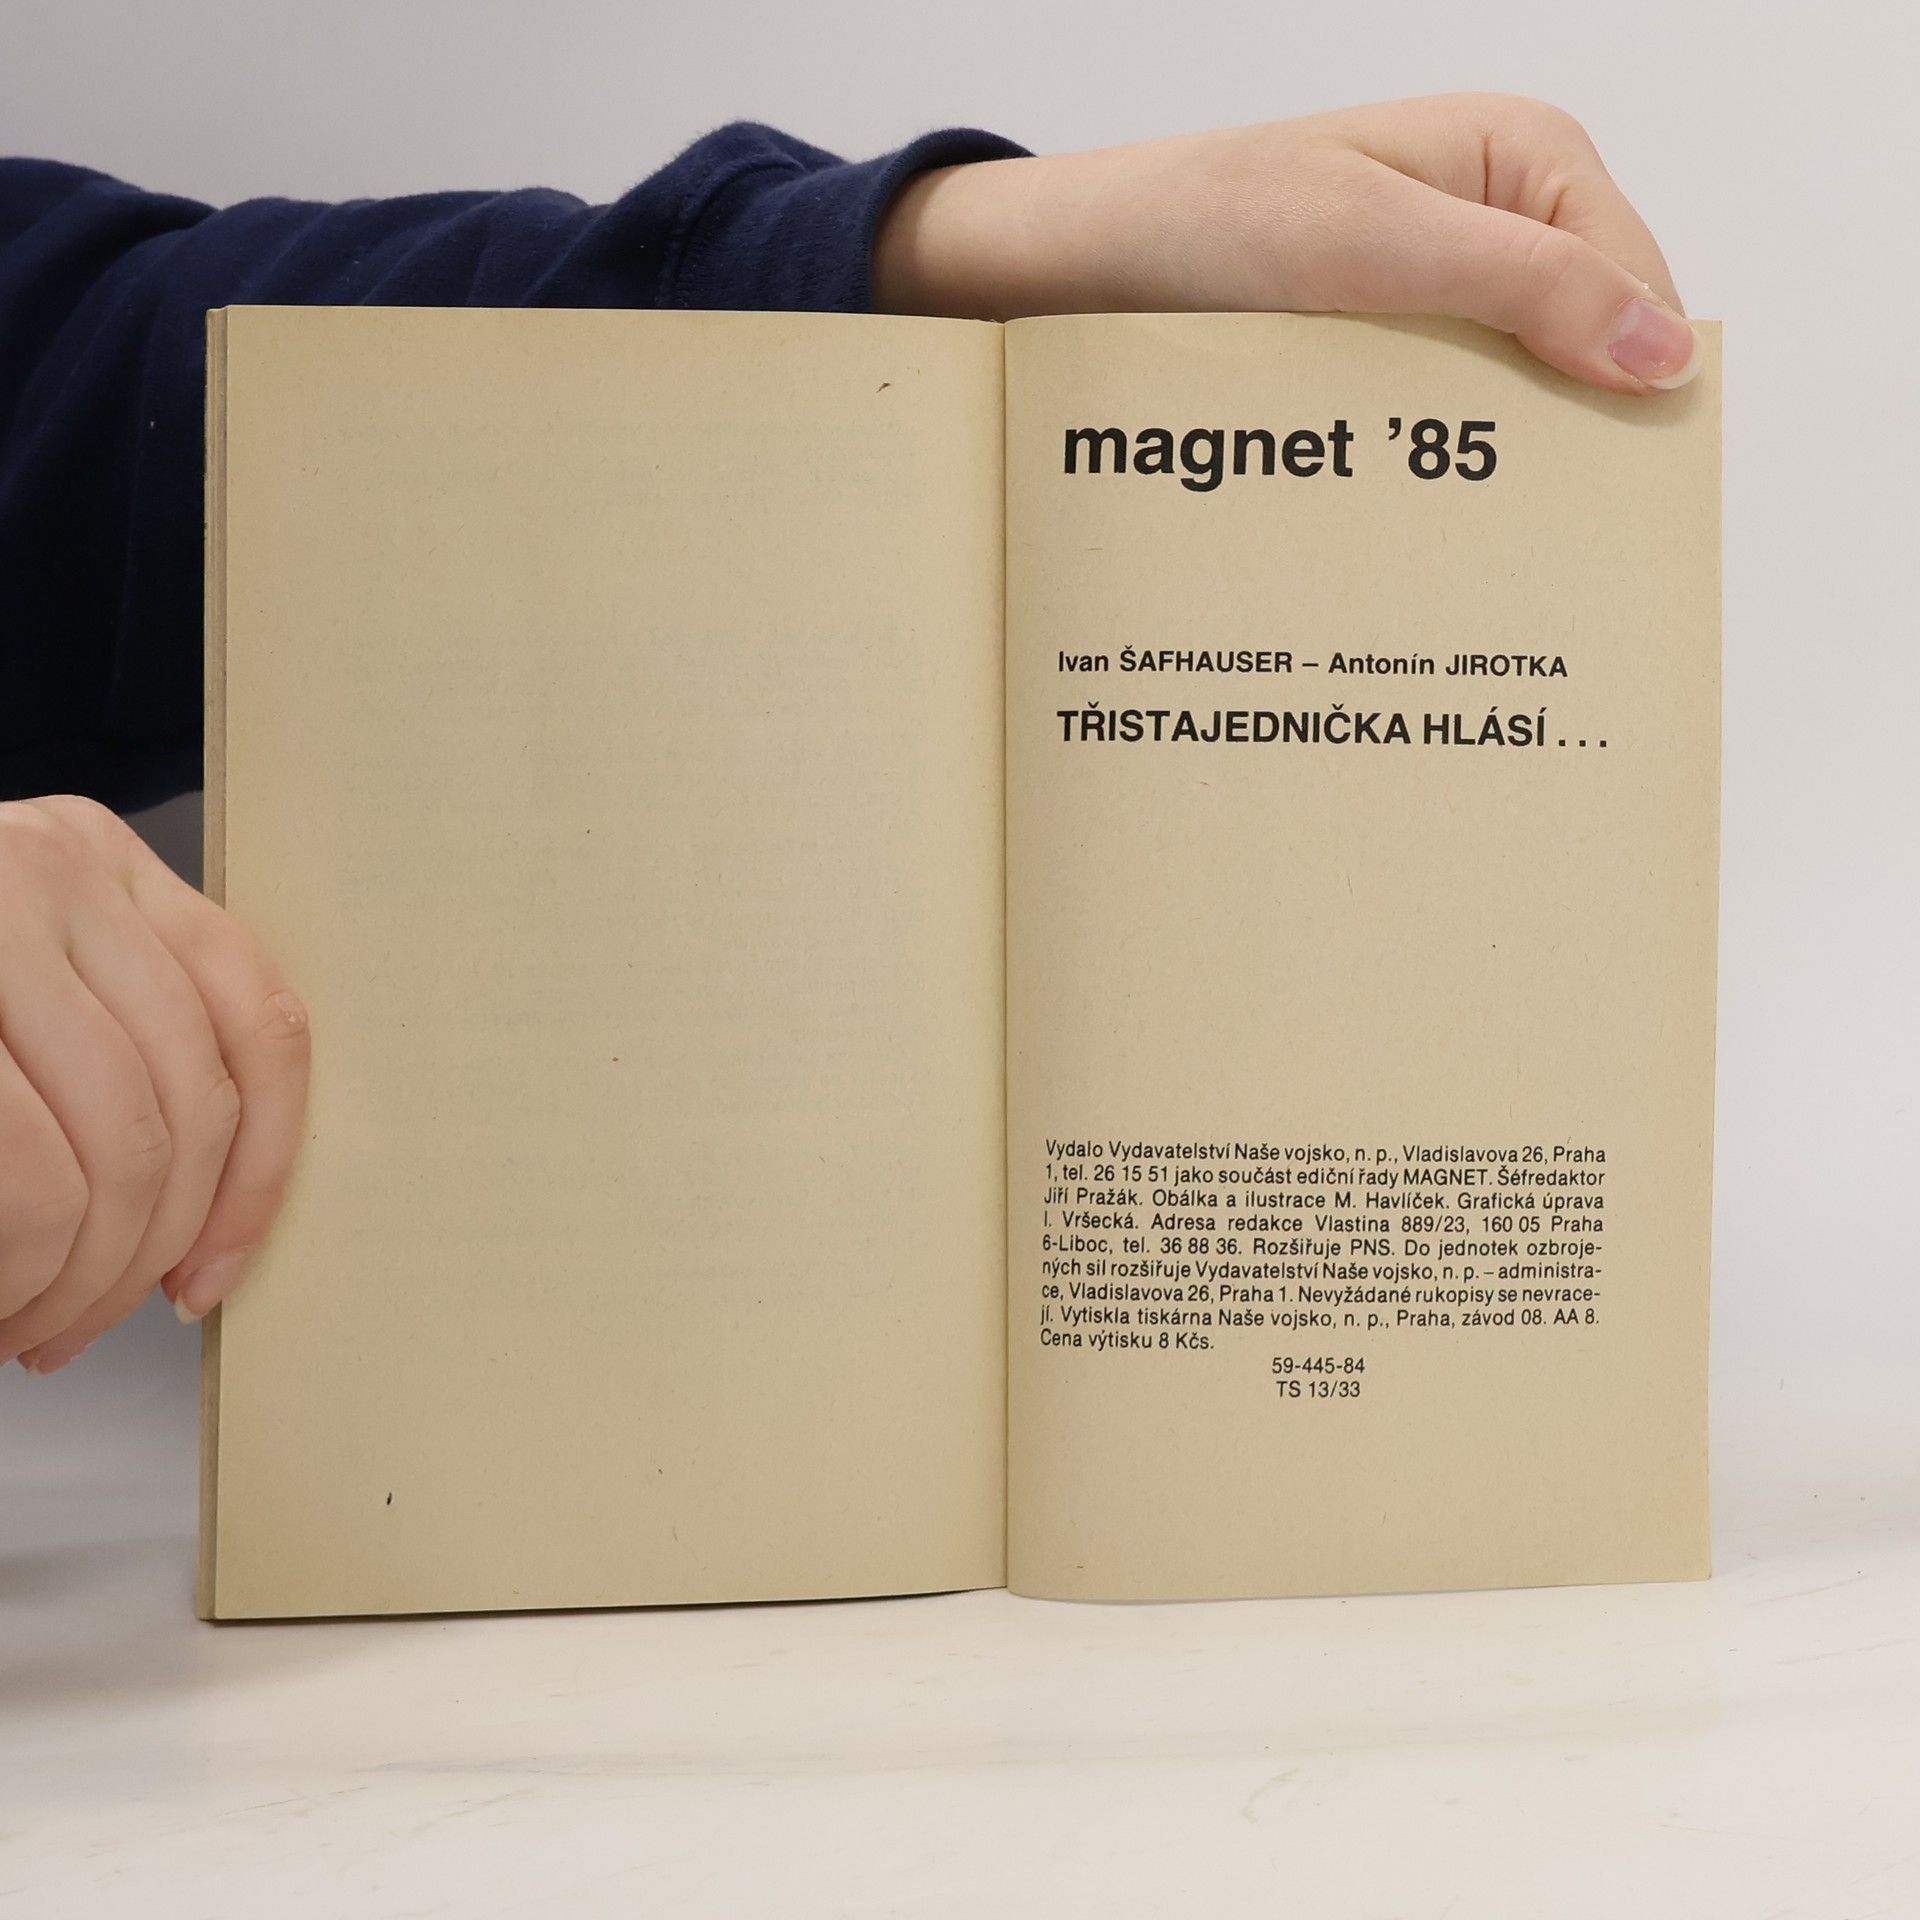 magnet ’85
Ivan ŠAFHAUSER – Antonín JIROTKA
TŘISTAJEDNIČKA HLÁSÍ . . .
Vydalo Vydavatelství Naše vojsko, n. p., Vladislavova 26, Praha
1, tel. 26 15 51 jako součást ediční řady MAGNET. Šéfredaktor
Jiří Pražák. Obálka a ilustrace M. Havlíček. Grafická úprava
I. Vršecká. Adresa redakce Vlastina 889/23, 160 05 Praha
6-Liboc, tel. 36 88 36. Rozšiřuje PNS. Do jednotek ozbroje-
ných sil rozšiřuje Vydavatelství Naše vojsko, n. p. – administra-
ce, Vladislavova 26, Praha 1. Nevyžádané rukopisy se nevrace-
jí. Vytiskla tiskárna Naše vojsko, n. p., Praha, závod 08. AA 8.
Cena výtisku 8 Kčs.
59-445-84
TS 13/33